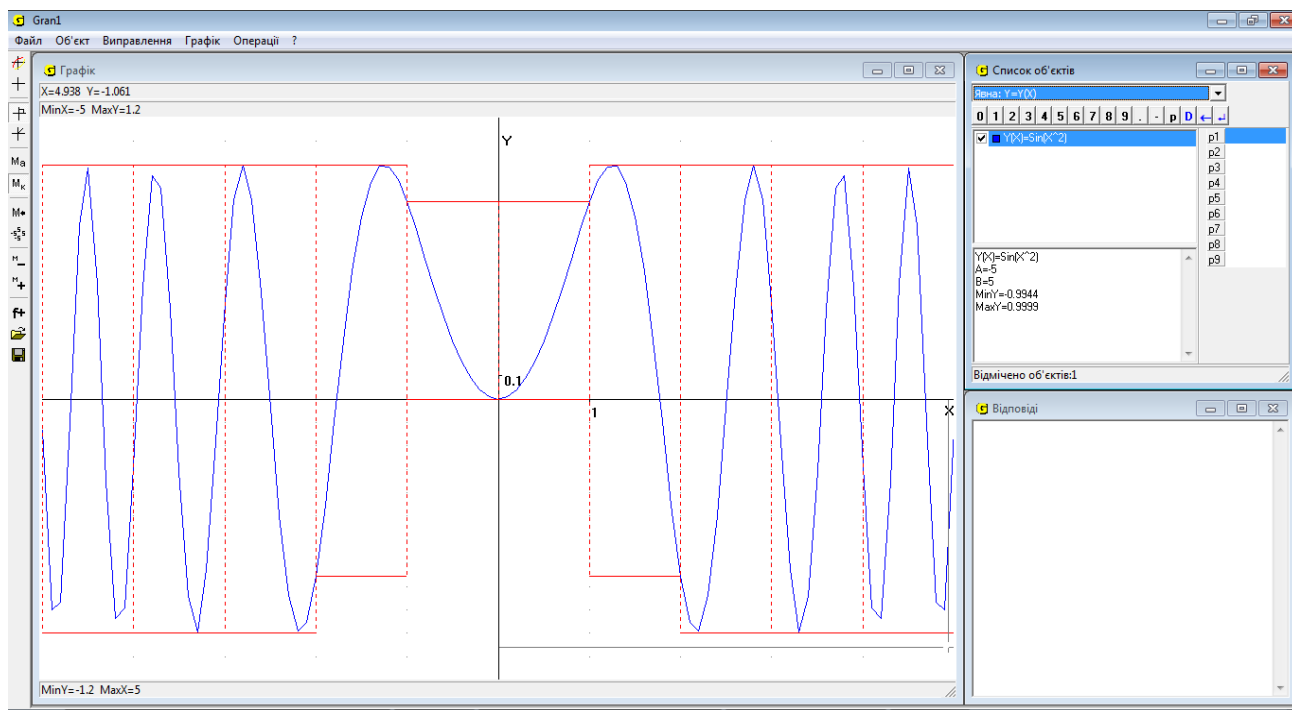 Gran1
Файл Об'єкт Виправлення Графік Операції ?
Графік
X=4.938 Y=-1.061
MinX=-5 MaxY=1.2
Y
0.1
1
X
MinY=-1.2 MaxX=5
Ma
Mк
M
s s s
M
M
f+
Список об'єктів
Явна: Y=Y(X)
0 1 2 3 4 5 6 7 8 9 . - p D
Y(X)=Sin(X^2)
p1
p2
p3
p4
p5
p6
p7
p8
p9
Y(X)=Sin(X^2)
A=-5
B=5
MinY=-0.9944
MaxY=0.9999
Відмічено об'єктів:1
Відповіді